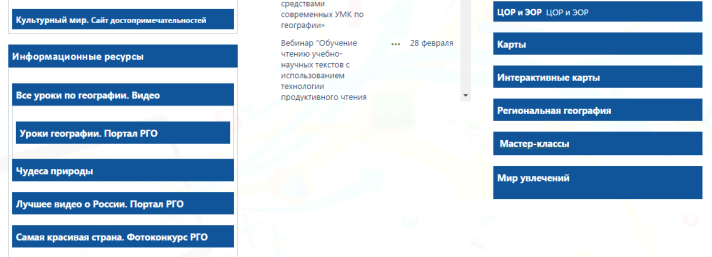 Культурный мир. Сайт достопримечательностей
Информационные ресурсы
Все уроки по географии. Видео
Уроки географии. Портал РГО
Чудеса природы
Лучшее видео о России. Портал РГО
Самая красивая страна. Фотоконкурс РГО
средствами
современных УМК по
географии»
Вебинар "Обучение
чтению учебно-
научных текстов с
использованием
технологии
продуктивного чтения
••• 28 февраля
ЦОР и ЭОР ЦОР и ЭОР
Карты
Интерактивные карты
Региональная география
Мастер-классы
Мир увлечений